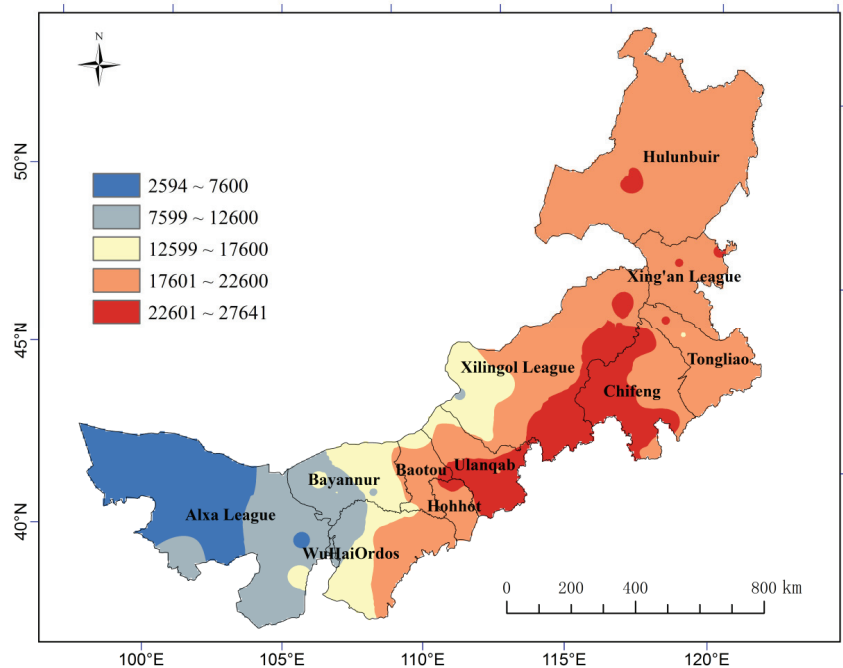 N
50°N
45°N
40°N
2594 ~ 7600
7599 ~ 12600
12599 ~ 17600
17601 ~ 22600
22601 ~ 27641
Hulunbuir
Xing'an League
Tongliao
Xilingol League
Chifeng
Ulanqab
Baotou
Bayannur
Hohhot
Alxa League
WuHaiOrdos
0 200 400 800 km
100°E 105°E 110°E 115°E 120°E